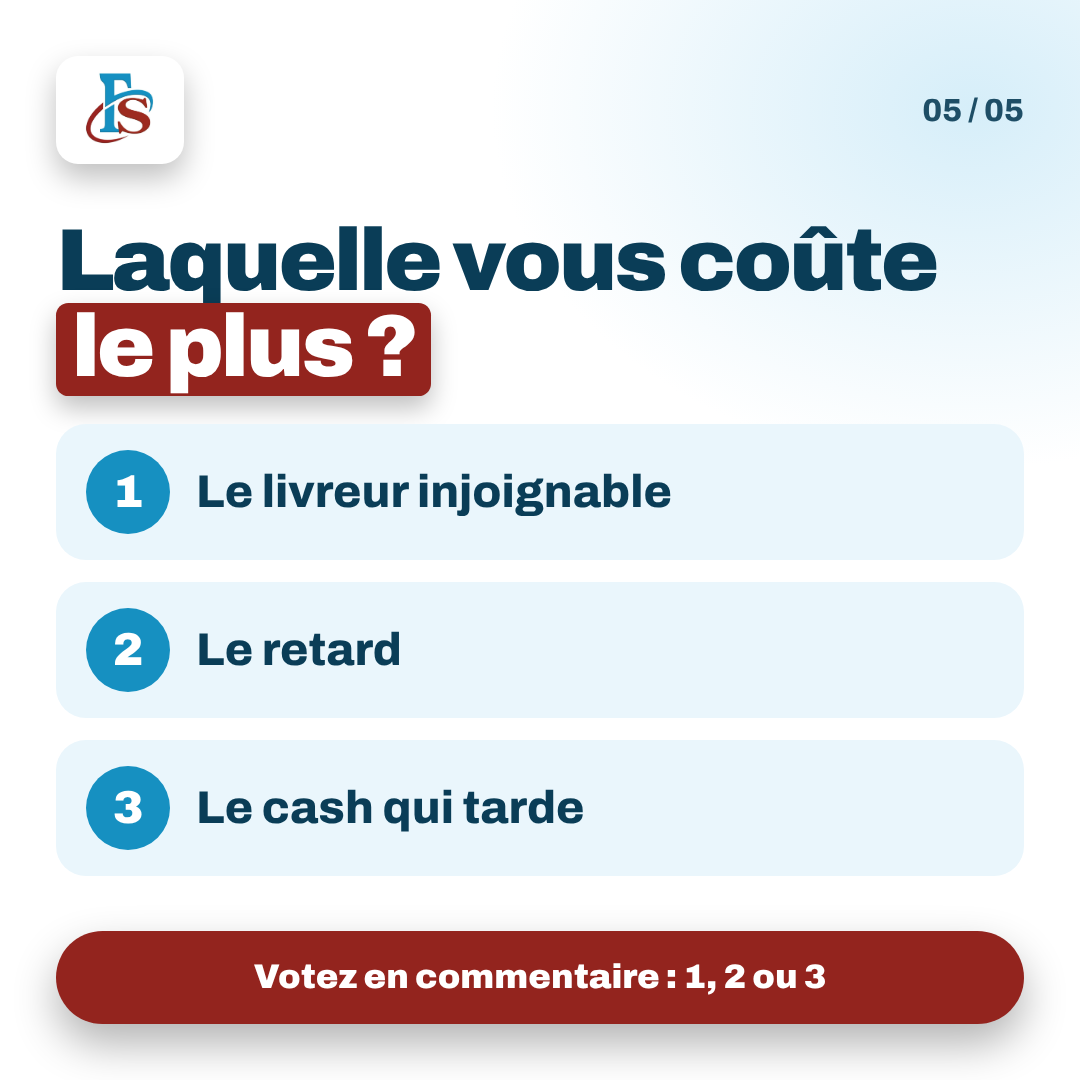 FS
05 / 05
Laquelle vous coûte
le plus ?
1 Le livreur injoignable
2 Le retard
3 Le cash qui tarde
Votez en commentaire : 1, 2 ou 3